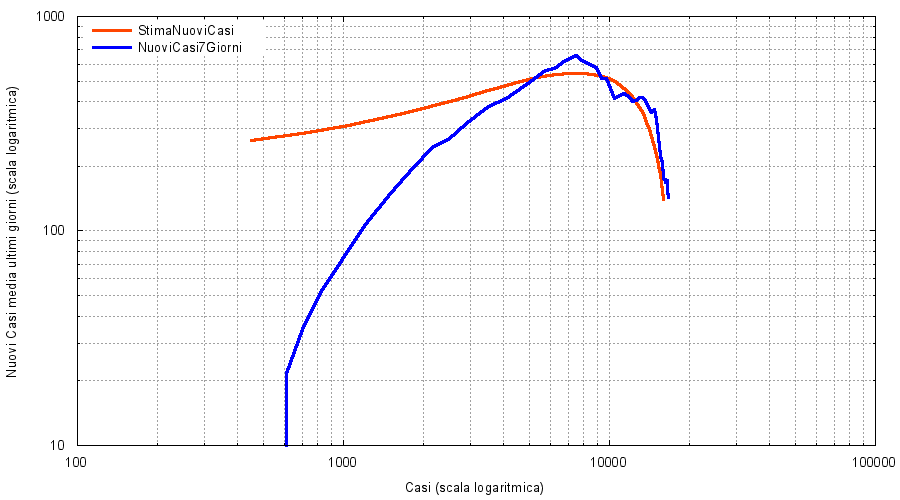 1000
StimaNuoviCasi
NuoviCasi7Giorni
Nuovi Casi media ultimi giorni (scala logaritmica)
100
10
100 1000 10000 100000
Casi (scala logaritmica)